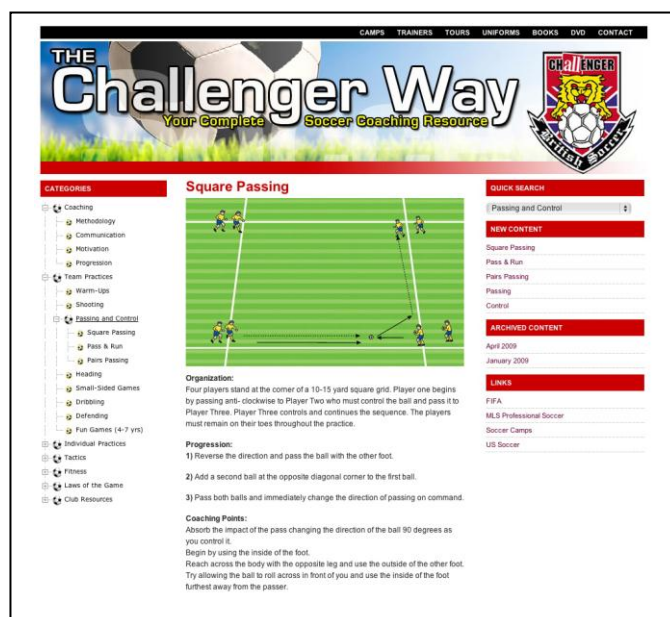 CAMPS TRAINERS TOURS UNIFORMS BOOKS DVD CONTACT
THE
Challenger Way
Your Complete Soccer Coaching Resource
CHallENGER
British Soccer
CATEGORIES
Coaching
Methodology
Communication
Motivation
Progression
Team Practices
Warm-Ups
Shooting
Passing and Control
Square Passing
Pass & Run
Pairs Passing
Heading
Small-Sided Games
Dribbling
Defending
Fun Games (4-7 yrs)
Individual Practices
Tactics
Fitness
Laws of the Game
Club Resources
Square Passing
Organization:
Four players stand at the corner of a 10-15 yard square grid. Player one begins
by passing anti- clockwise to Player Two who must control the ball and pass it to
Player Three. Player Three controls and continues the sequence. The players
must remain on their toes throughout the practice.
Progression:
1) Reverse the direction and pass the ball with the other foot.
2) Add a second ball at the opposite diagonal corner to the first ball.
3) Pass both balls and immediately change the direction of passing on command.
Coaching Points:
Absorb the impact of the pass changing the direction of the ball 90 degrees as
you control it.
Begin by using the inside of the foot.
Reach across the body with the opposite leg and use the outside of the other foot.
Try allowing the ball to roll across in front of you and use the inside of the foot
furthest away from the passer.
QUICK SEARCH
Passing and Control
NEW CONTENT
Square Passing
Pass & Run
Pairs Passing
Passing
Control
ARCHIVED CONTENT
April 2009
January 2009
LINKS
FIFA
MLS Professional Soccer
Soccer Camps
US Soccer